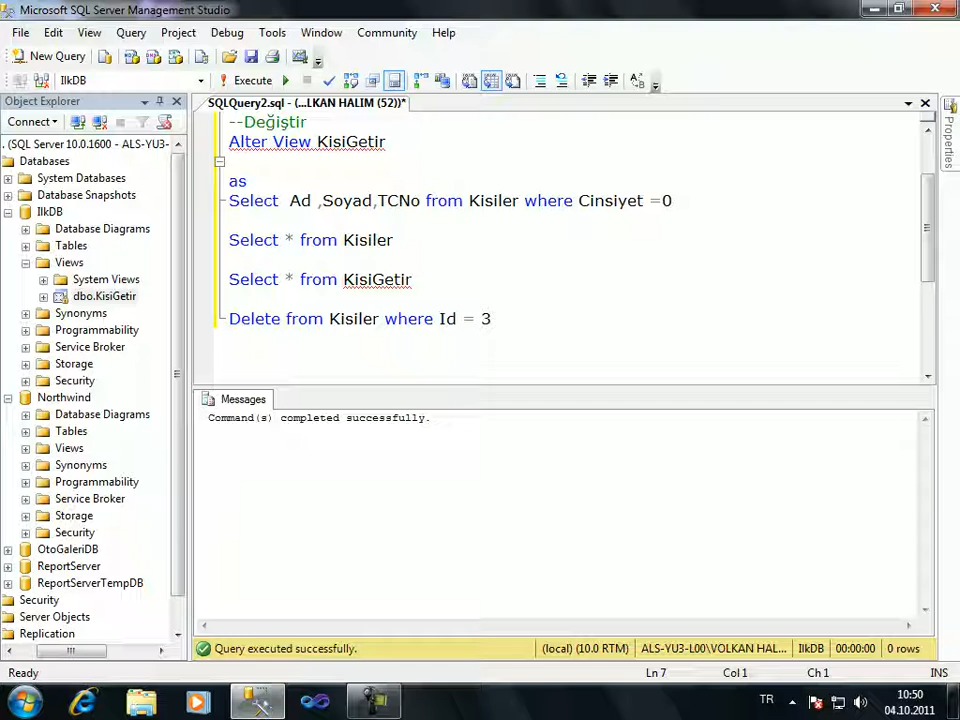 Microsoft SQL Server Management Studio
File Edit View Query Project Debug Tools Window Community Help
New Query
IlkDB Execute
Object Explorer
SQLQuery2.sql - (...LKAN HALIM (52))*
Connect
. (SQL Server 10.0.1600 - ALS-YU3-
Databases
System Databases
Database Snapshots
IlkDB
Database Diagrams
Tables
Views
System Views
dbo.KisiGetir
Synonyms
Programmability
Service Broker
Storage
Security
Northwind
Database Diagrams
Tables
Views
Synonyms
Programmability
Service Broker
Storage
Security
OtoGaleriDB
ReportServer
ReportServerTempDB
Security
Server Objects
Replication
--Değiştir
Alter View KisiGetir
as
Select  Ad ,Soyad,TCNo from Kisiler where Cinsiyet =0
Select * from Kisiler
Select * from KisiGetir
Delete from Kisiler where Id = 3
Messages
Command(s) completed successfully.
Query executed successfully.
(local) (10.0 RTM) ALS-YU3-L00\VOLKAN HAL... IlkDB 00:00:00 0 rows
Properties
Ready
Ln 7 Col 1 Ch 1 INS
TR
10:50
04.10.2011